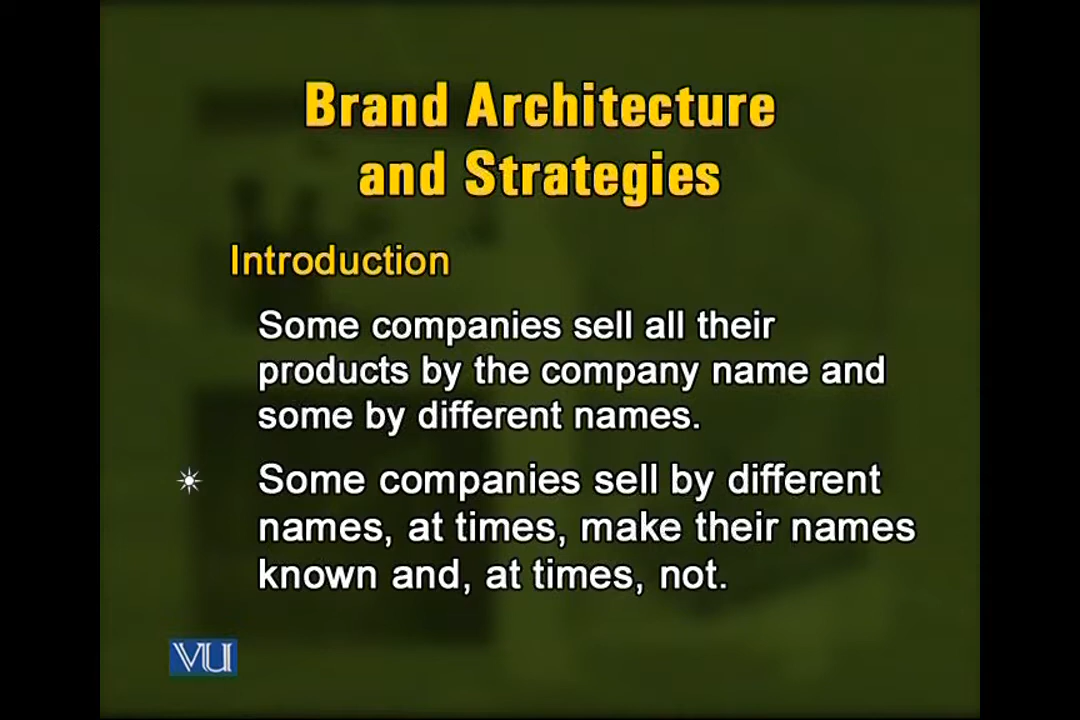 Brand Architecture
and Strategies
Introduction
Some companies sell all their
products by the company name and
some by different names.
Some companies sell by different
names, at times, make their names
known and, at times, not.
VU